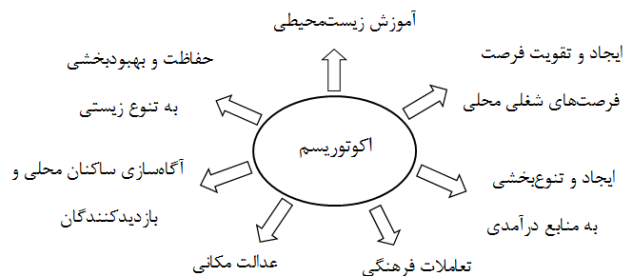 آموزش زیست‌محیطی
ایجاد و تقویت فرصت
فرصت‌های شغلی محلی
حفاظت و بهبودبخشی
به تنوع زیستی
اکوتوریسم
ایجاد و تنوع‌بخشی
به منابع درآمدی
آگاه‌سازی ساکنان محلی و
بازدیدکنندگان
تعاملات فرهنگی
عدالت مکانی